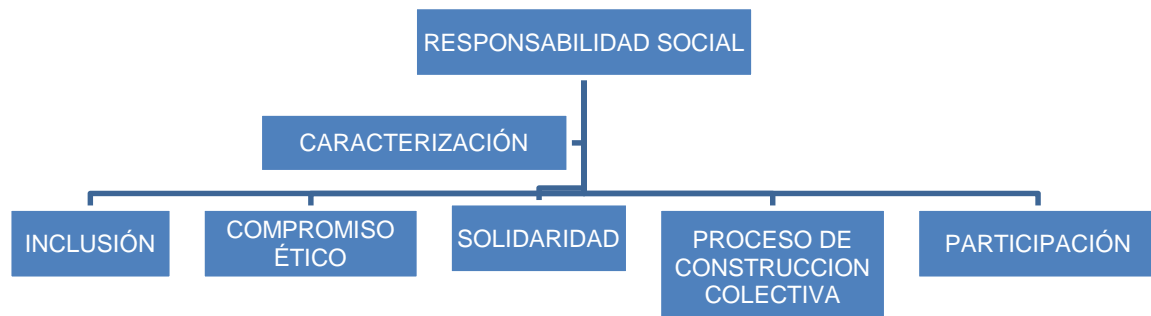 RESPONSABILIDAD SOCIAL
CARACTERIZACIÓN
INCLUSIÓN
COMPROMISO
ÉTICO
SOLIDARIDAD
PROCESO DE
CONSTRUCCION
COLECTIVA
PARTICIPACIÓN